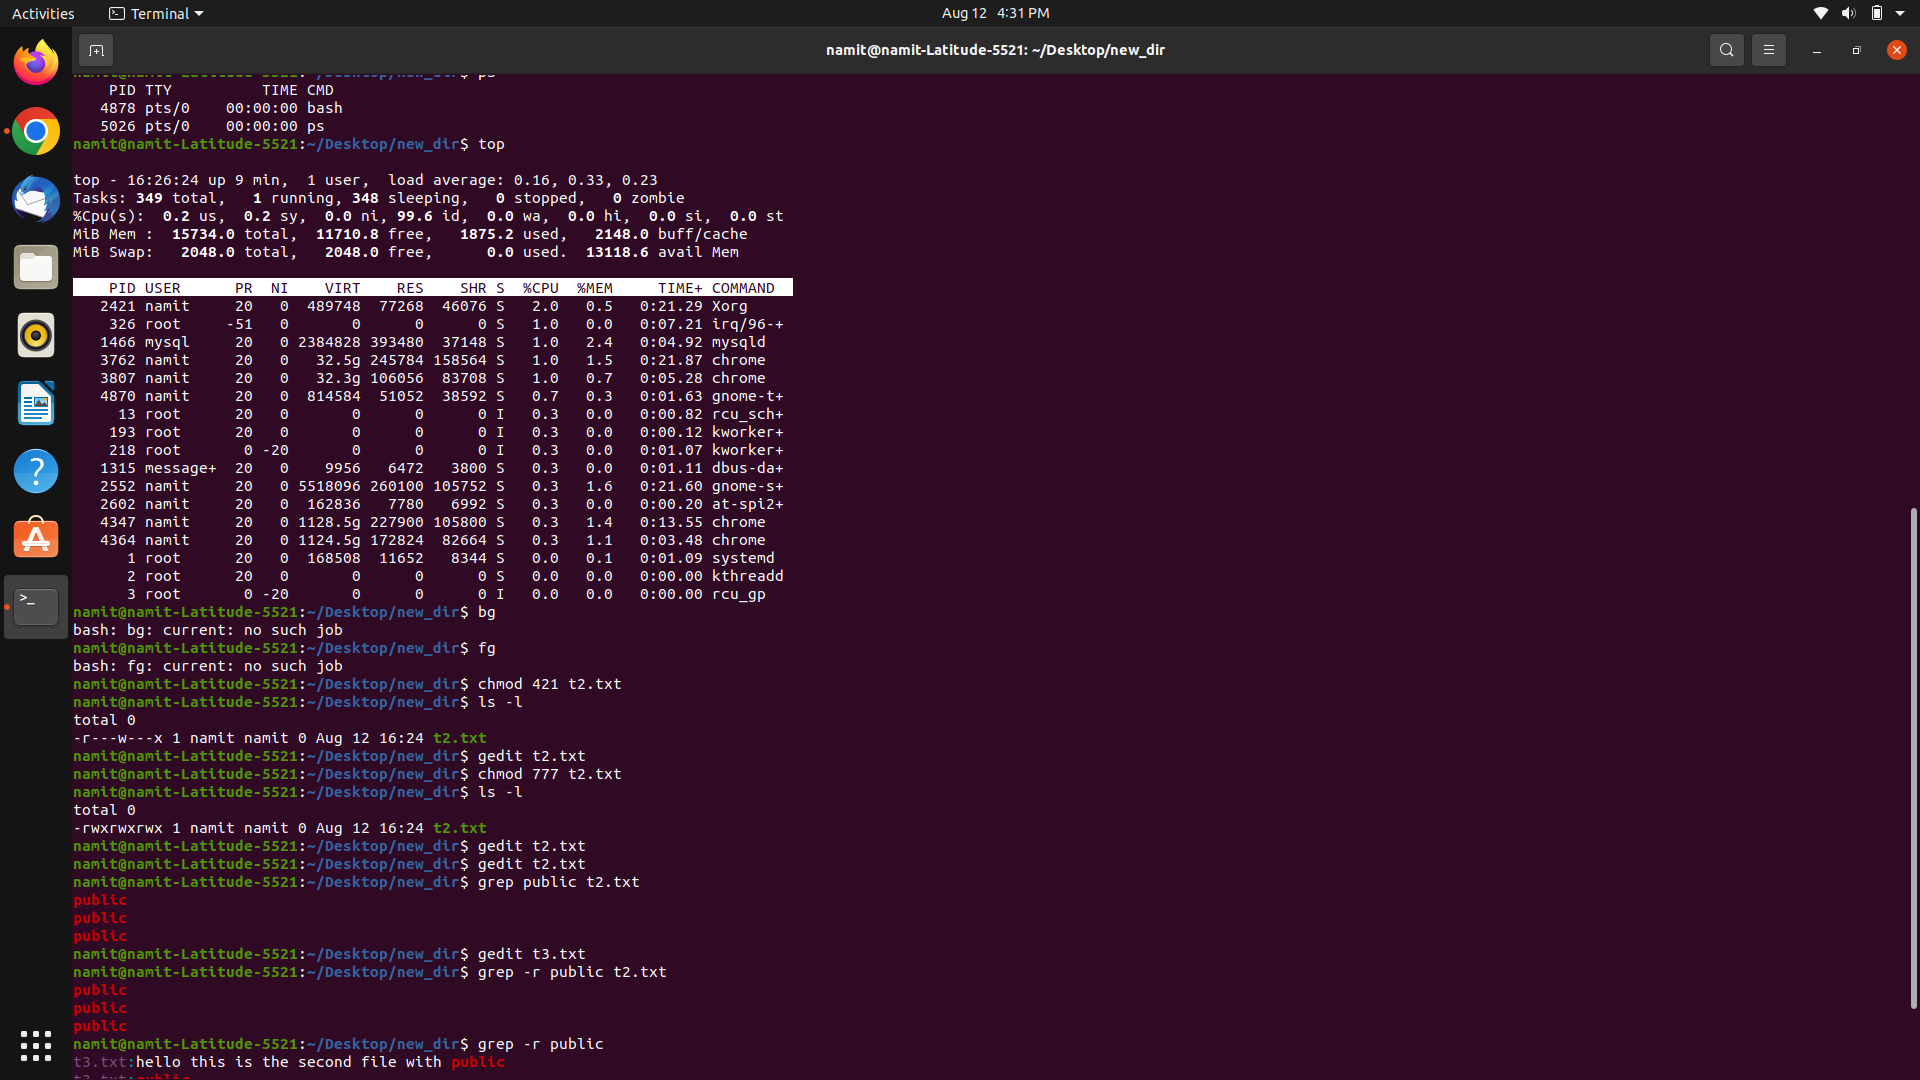 Activities
Terminal
Aug 12 4:31 PM
namit@namit-Latitude-5521: ~/Desktop/new_dir
namit@namit-Latitude-5521:~/Desktop/new_dir$ ps
    PID TTY          TIME CMD
   4878 pts/0    00:00:00 bash
   5026 pts/0    00:00:00 ps
namit@namit-Latitude-5521:~/Desktop/new_dir$ top
top - 16:26:24 up 9 min,  1 user,  load average: 0.16, 0.33, 0.23
Tasks: 349 total,   1 running, 348 sleeping,   0 stopped,   0 zombie
%Cpu(s):  0.2 us,  0.2 sy,  0.0 ni, 99.6 id,  0.0 wa,  0.0 hi,  0.0 si,  0.0 st
MiB Mem :  15734.0 total,  11710.8 free,   1875.2 used,   2148.0 buff/cache
MiB Swap:   2048.0 total,   2048.0 free,      0.0 used.  13118.6 avail Mem
    PID USER      PR  NI    VIRT    RES    SHR S  %CPU  %MEM     TIME+ COMMAND
   2421 namit     20   0  489748  77268  46076 S   2.0   0.5   0:21.29 Xorg
    326 root     -51   0       0      0      0 S   1.0   0.0   0:07.21 irq/96-+
   1466 mysql     20   0 2384828 393480  37148 S   1.0   2.4   0:04.92 mysqld
   3762 namit     20   0   32.5g 245784 158564 S   1.0   1.5   0:21.87 chrome
   3807 namit     20   0   32.3g 106056  83708 S   1.0   0.7   0:05.28 chrome
   4870 namit     20   0  814584  51052  38592 S   0.7   0.3   0:01.63 gnome-t+
     13 root      20   0       0      0      0 I   0.3   0.0   0:00.82 rcu_sch+
    193 root      20   0       0      0      0 I   0.3   0.0   0:00.12 kworker+
    218 root       0 -20       0      0      0 I   0.3   0.0   0:01.07 kworker+
   1315 message+  20   0    9956   6472   3800 S   0.3   0.0   0:01.11 dbus-da+
   2552 namit     20   0 5518096 260100 105752 S   0.3   1.6   0:21.60 gnome-s+
   2602 namit     20   0  162836   7780   6992 S   0.3   0.0   0:00.20 at-spi2+
   4347 namit     20   0 1128.5g 227900 105800 S   0.3   1.4   0:13.55 chrome
   4364 namit     20   0 1124.5g 172824  82664 S   0.3   1.1   0:03.48 chrome
      1 root      20   0  168508  11652   8344 S   0.0   0.1   0:01.09 systemd
      2 root      20   0       0      0      0 S   0.0   0.0   0:00.00 kthreadd
      3 root       0 -20       0      0      0 I   0.0   0.0   0:00.00 rcu_gp
namit@namit-Latitude-5521:~/Desktop/new_dir$ bg
bash: bg: current: no such job
namit@namit-Latitude-5521:~/Desktop/new_dir$ fg
bash: fg: current: no such job
namit@namit-Latitude-5521:~/Desktop/new_dir$ chmod 421 t2.txt
namit@namit-Latitude-5521:~/Desktop/new_dir$ ls -l
total 0
-r---w---x 1 namit namit 0 Aug 12 16:24 t2.txt
namit@namit-Latitude-5521:~/Desktop/new_dir$ gedit t2.txt
namit@namit-Latitude-5521:~/Desktop/new_dir$ chmod 777 t2.txt
namit@namit-Latitude-5521:~/Desktop/new_dir$ ls -l
total 0
-rwxrwxrwx 1 namit namit 0 Aug 12 16:24 t2.txt
namit@namit-Latitude-5521:~/Desktop/new_dir$ gedit t2.txt
namit@namit-Latitude-5521:~/Desktop/new_dir$ gedit t2.txt
namit@namit-Latitude-5521:~/Desktop/new_dir$ grep public t2.txt
public
public
public
namit@namit-Latitude-5521:~/Desktop/new_dir$ gedit t3.txt
namit@namit-Latitude-5521:~/Desktop/new_dir$ grep -r public t2.txt
public
public
public
namit@namit-Latitude-5521:~/Desktop/new_dir$ grep -r public
t3.txt:hello this is the second file with public